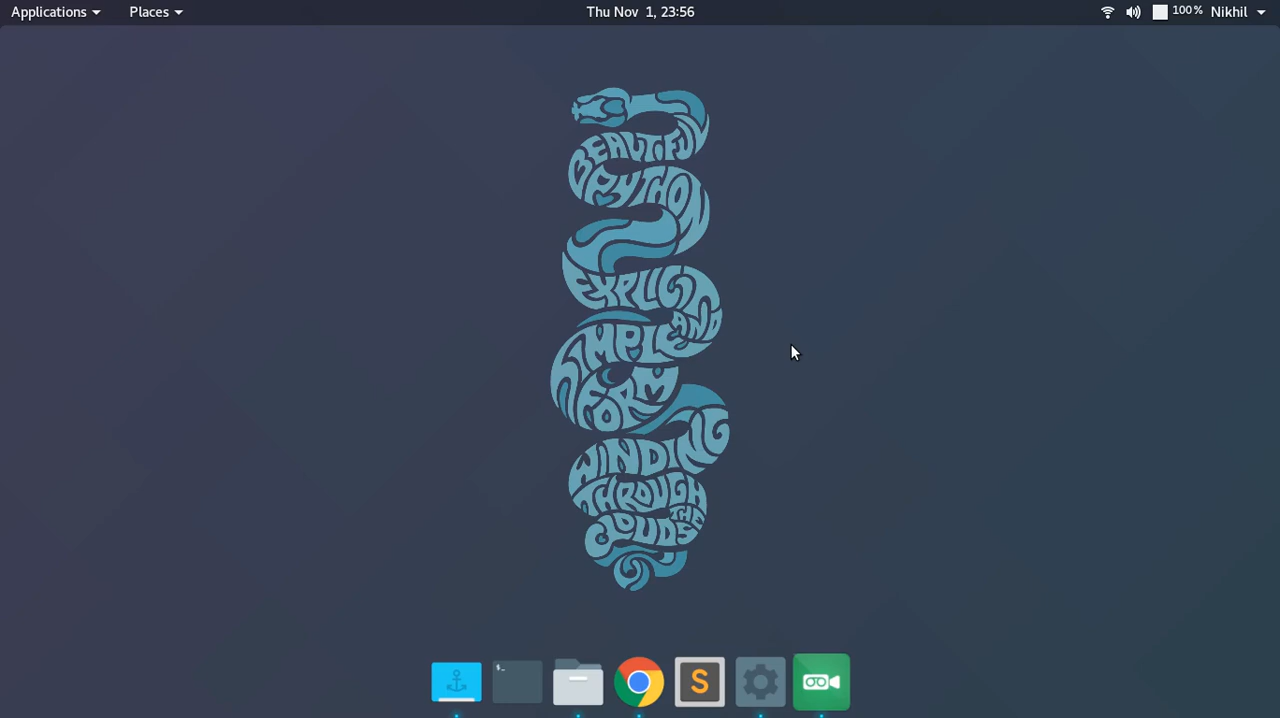 Applications Places Thu Nov 1, 23:56 100% Nikhil
BEAUTIFUL
PYTHON
EXPLICIT
AND
SIMPLE
FORM
WINDING
THROUGH
THE
CLOUDS
$_
S